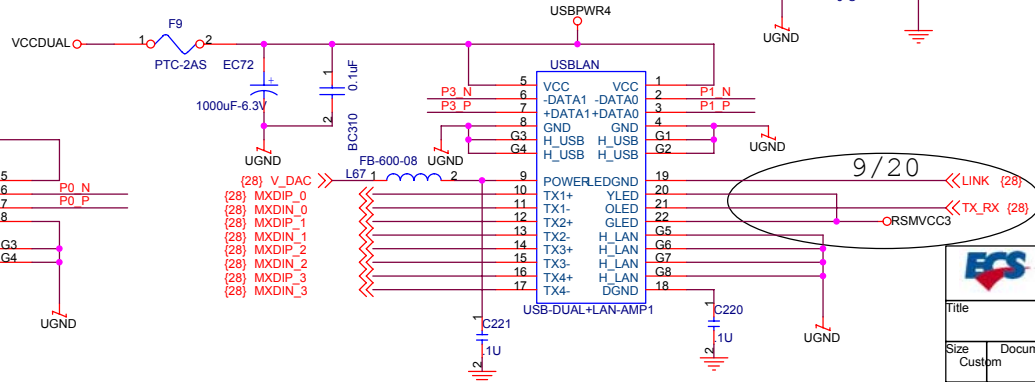 USBPWR4
UGND
F9
VCCDUAL
1 2
PTC-2AS
EC72
1000uF-6.3V
1
0.1uF
2
BC310
UGND
USBLAN
5 VCC VCC 1
P3_N 6 -DATA1 -DATA0 2 P1_N
P3_P 7 +DATA1 +DATA0 3 P1_P
8 GND GND 4
G3 H_USB H_USB G1
G4 H_USB H_USB G2
UGND
UGND
FB-600-08
{28} V_DAC L67 1 2 9 POWER LEDGND 19
{28} MXDIP_0 10 TX1+ YLED 20
{28} MXDIN_0 11 TX1- OLED 21
{28} MXDIP_1 12 TX2+ GLED 22
{28} MXDIN_1 13 TX2- H_LAN G5
{28} MXDIP_2 14 TX3+ H_LAN G6
{28} MXDIN_2 15 TX3- H_LAN G7
{28} MXDIP_3 16 TX4+ H_LAN G8
{28} MXDIN_3 17 TX4- DGND 18
USB-DUAL+LAN-AMP1
9/20
LINK {28}
TX_RX {28}
RSMVCC3
5
6 P0_N
7 P0_P
8
G3
G4
UGND
1
C221
.1U
2
1
C220
.1U
2
UGND
ECS
Title
Size
Custom
Docum